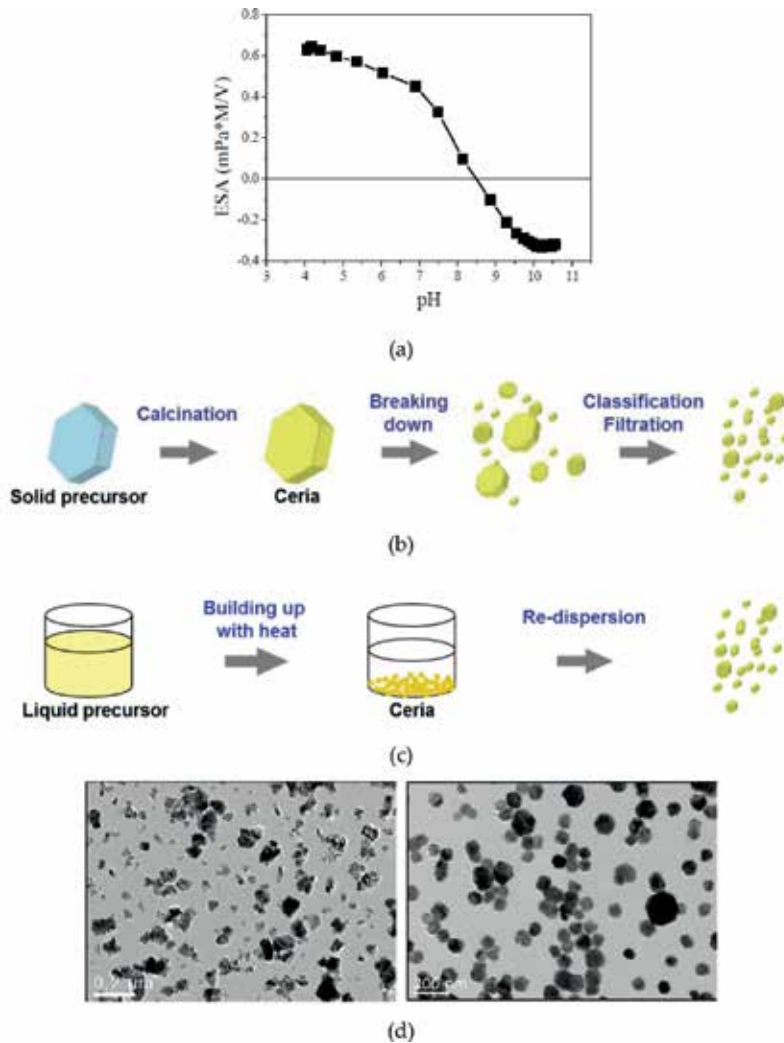 0.8
0.6
0.4
0.2
0.0
-0.2
-0.4
ESA (mPa*M/V)
3 4 5 6 7 8 9 10 11
pH
(a)
Calcination
Breaking
down
Classification
Filtration
Solid precursor
Ceria
(b)
Building up
with heat
Re-dispersion
Liquid precursor
Ceria
(c)
(d)